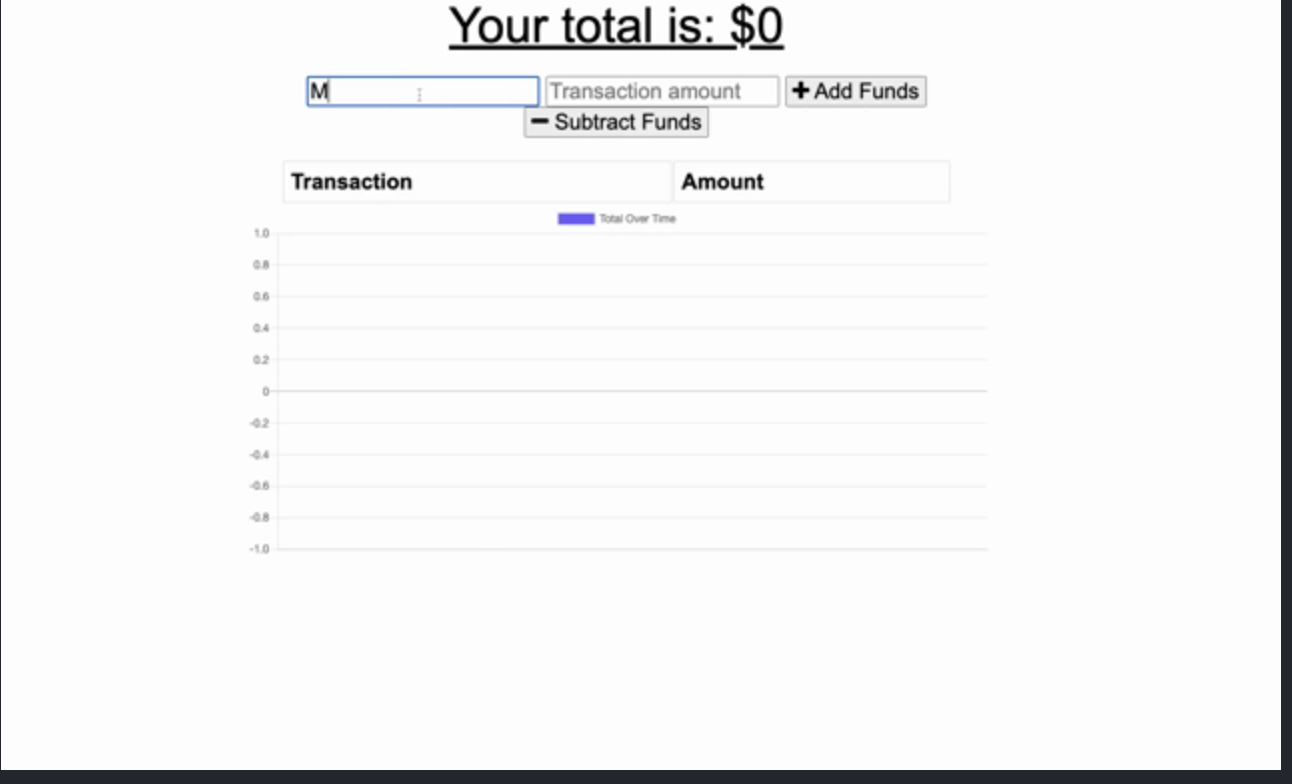 Your total is: $0
M Transaction amount + Add Funds
− Subtract Funds
Transaction Amount
Total Over Time
1.0
0.8
0.6
0.4
0.2
0
-0.2
-0.4
-0.6
-0.8
-1.0